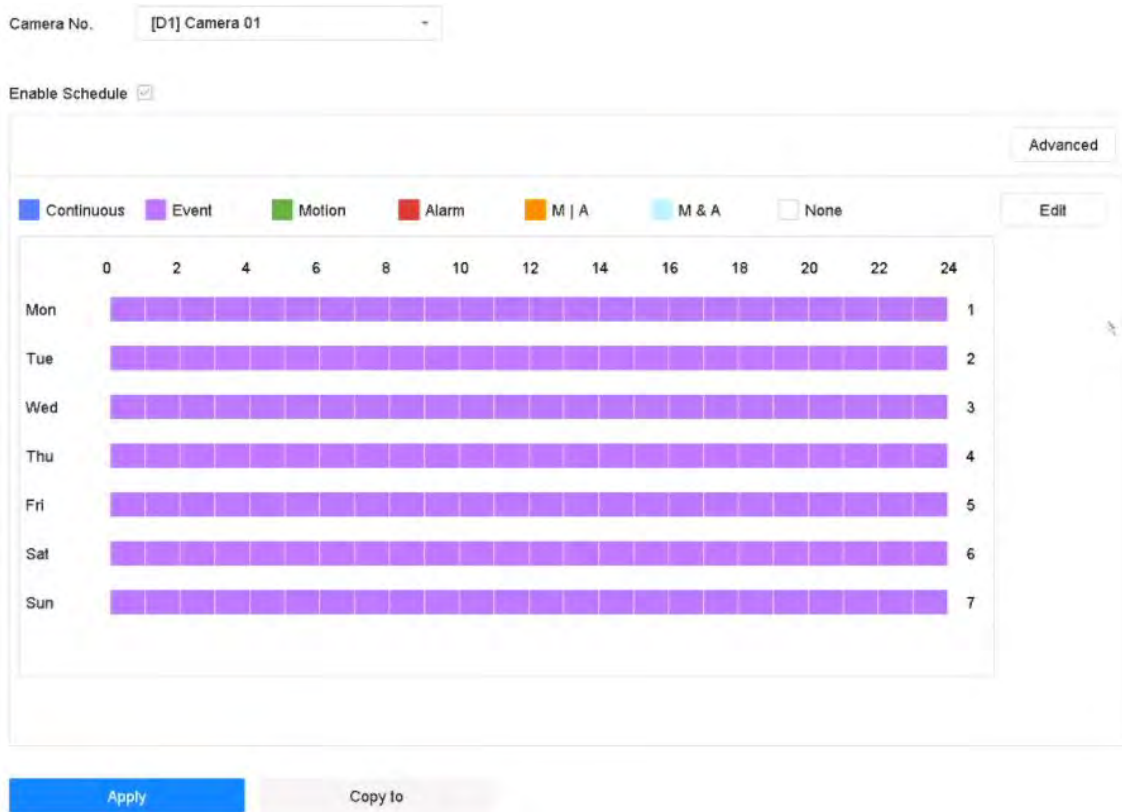 Camera No. [D1] Camera 01
Enable Schedule
Advanced
Continuous Event Motion Alarm M | A M & A None Edit
0 2 4 6 8 10 12 14 16 18 20 22 24
Mon 1
Tue 2
Wed 3
Thu 4
Fri 5
Sat 6
Sun 7
Apply Copy to